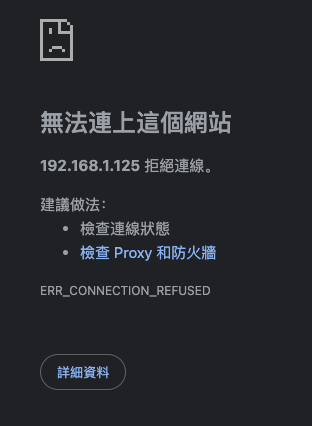 無法連上這個網站
192.168.1.125 拒絕連線。
建議做法：
• 檢查連線狀態
• 檢查 Proxy 和防火牆
ERR_CONNECTION_REFUSED
詳細資料